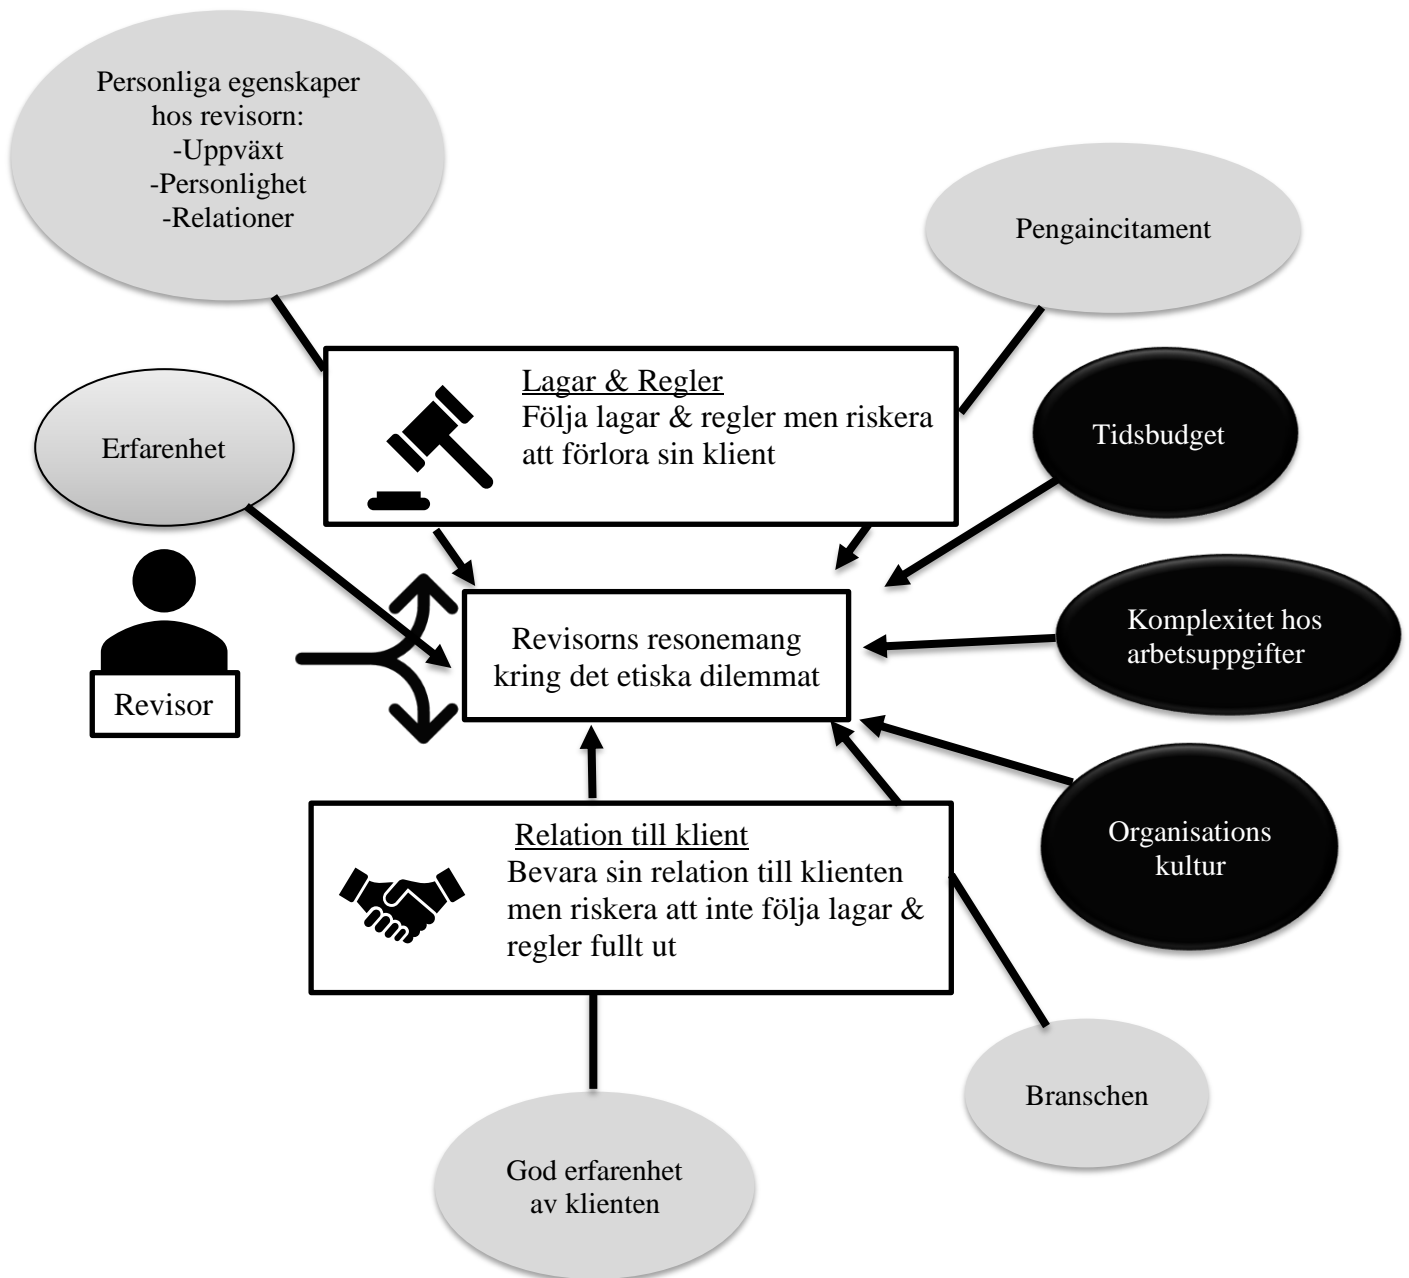 Personliga egenskaper
hos revisorn:
-Uppväxt
-Personlighet
-Relationer
Pengaincitament
Lagar & Regler
Följa lagar & regler men riskera
att förlora sin klient
Erfarenhet
Tidsbudget
Revisor
Revisorns resonemang
kring det etiska dilemmat
Komplexitet hos
arbetsuppgifter
Organisations
kultur
Relation till klient
Bevara sin relation till klienten
men riskera att inte följa lagar &
regler fullt ut
Branschen
God erfarenhet
av klienten